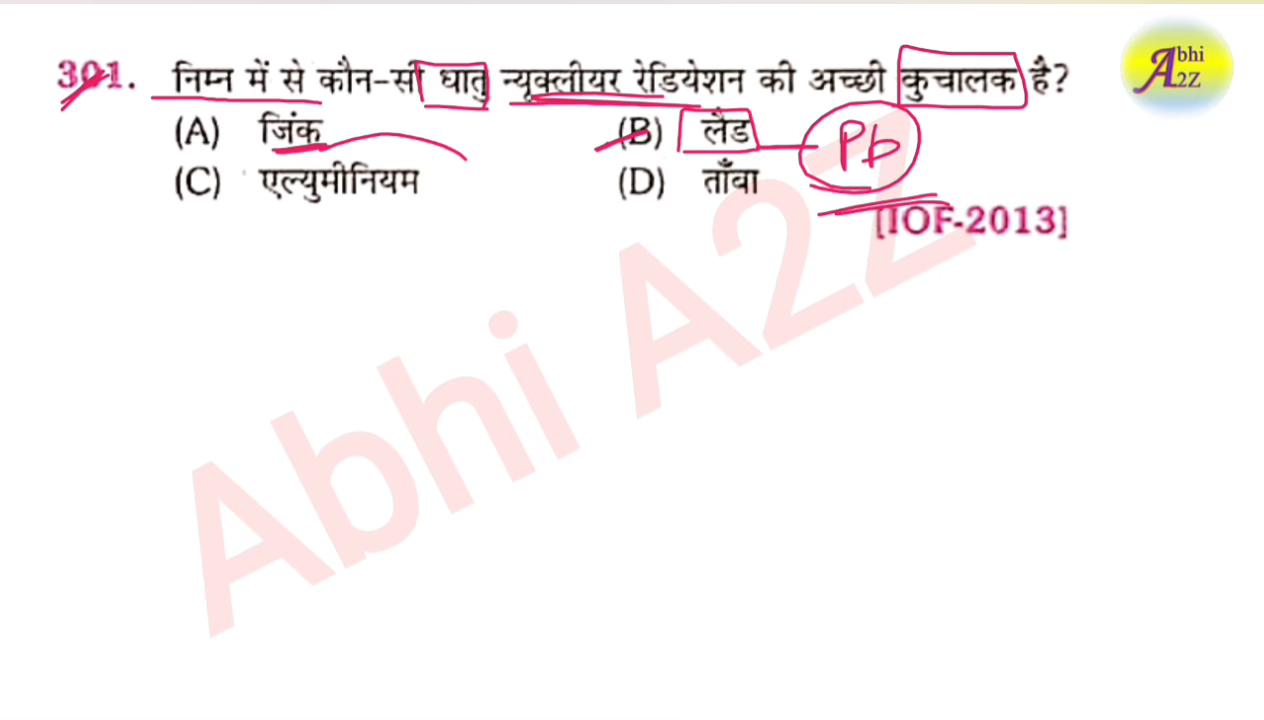 301. निम्न में से कौन-सी धातु न्यूक्लीयर रेडियेशन की अच्छी कुचालक है?
(A) जिंक (B) लैड Pb
(C) एल्युमीनियम (D) ताँबा
[IOF-2013]
Abhi A2Z
Abhi A2Z